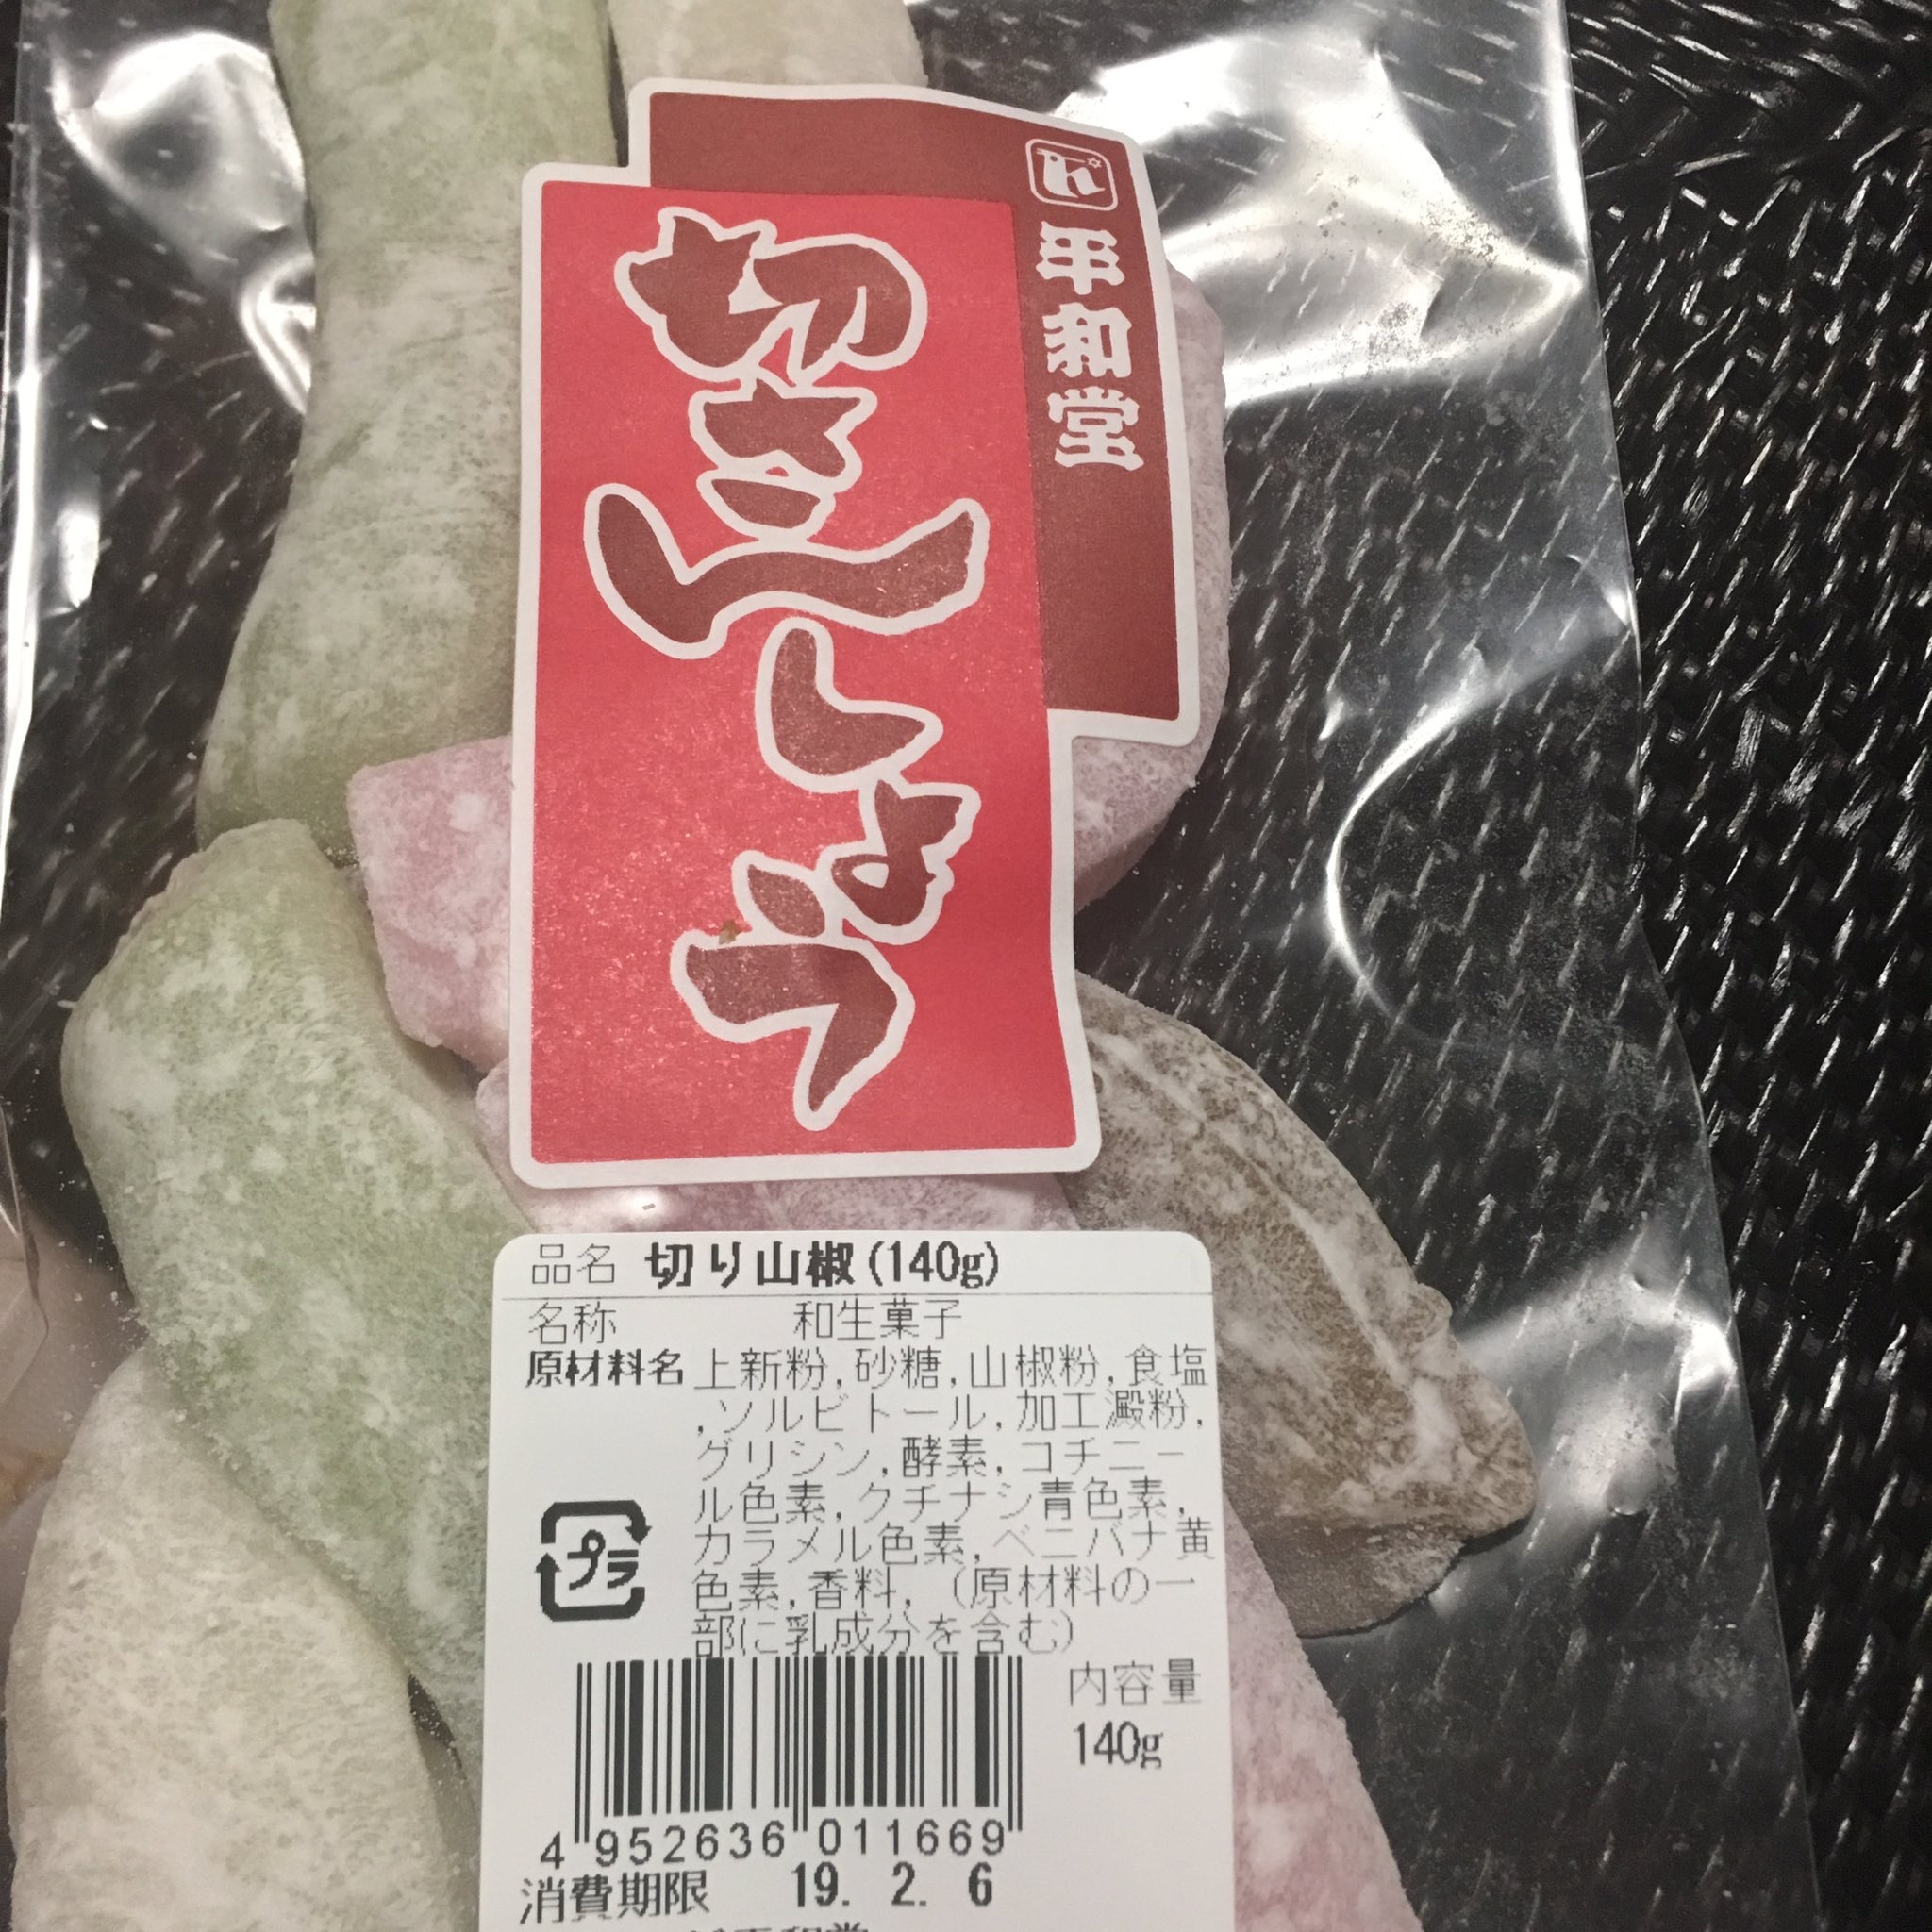 平和堂
切さんしょう
品名 切り山椒(140g)
名称 和生菓子
原材料名 上新粉,砂糖,山椒粉,食塩
,ソルビトール,加工澱粉,
グリシン,酵素,コチニー
ル色素,クチナシ青色素,
カラメル色素,ベニバナ黄
色素,香料,(原材料の一
部に乳成分を含む)
プラ
内容量
140g
4 952636 011669
消費期限 19. 2. 6